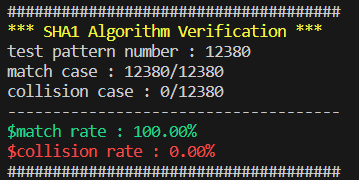 ####################################
*** SHA1 Algorithm Verification ***
test pattern number : 12380
match case : 12380/12380
collision case : 0/12380
------------------------------------
$match rate : 100.00%
$collision rate : 0.00%
####################################